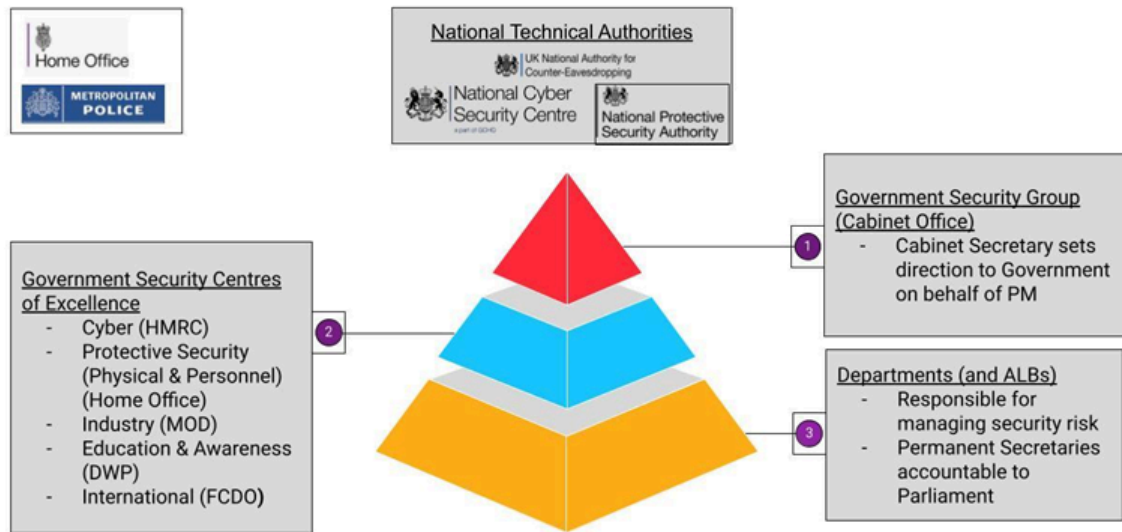 Home Office
METROPOLITAN
POLICE
National Technical Authorities
UK National Authority for
Counter-Eavesdropping
National Cyber
Security Centre
a part of GCHQ
National Protective
Security Authority
Government Security Group
(Cabinet Office)
- Cabinet Secretary sets
direction to Government
on behalf of PM
1
Government Security Centres
of Excellence
- Cyber (HMRC)
- Protective Security
(Physical & Personnel)
(Home Office)
- Industry (MOD)
- Education & Awareness
(DWP)
- International (FCDO)
2
Departments (and ALBs)
- Responsible for
managing security risk
- Permanent Secretaries
accountable to
Parliament
3